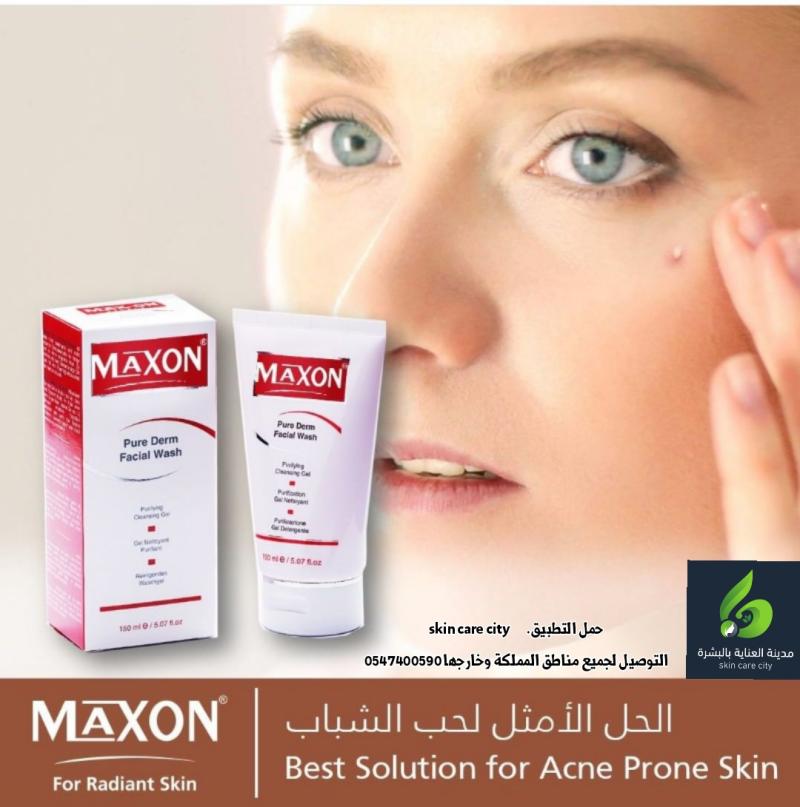 MAXON
MAXON®
Pure Derm
Facial Wash
Purifying
Cleansing Gel
Gel Nettoyant
Purifiant
Reinigendes
Waschgel
150 ml e / 5.07 fl.oz
MAXON®
Pure Derm
Facial Wash
Purifying
Cleansing Gel
Purification
Gel Nettoyant
Gel Detergente
150 ml e / 5.07 fl.oz
حمل التطبيق. skin care city
التوصيل لجميع مناطق المملكة وخارجها 0547400590
مدينة العناية بالبشرة
skin care city
MAXON®
For Radiant Skin
الحل الأمثل لحب الشباب
Best Solution for Acne Prone Skin